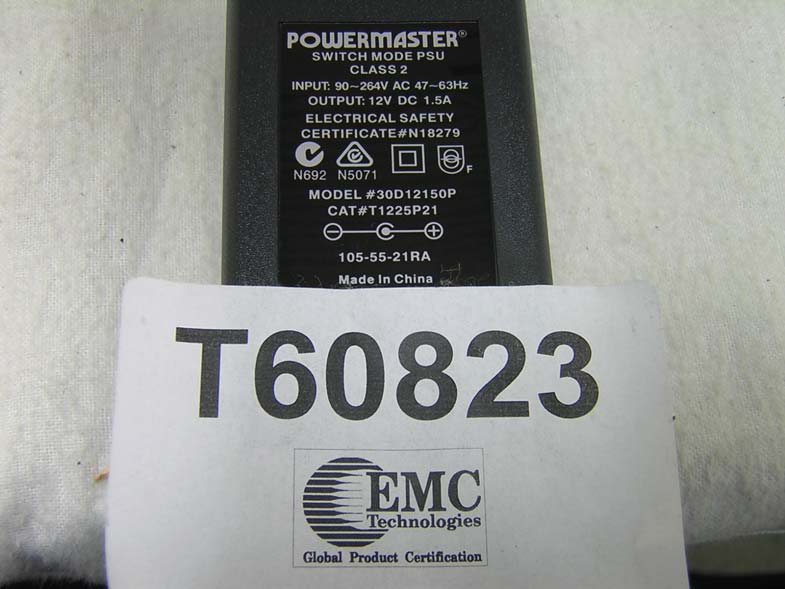 POWERMASTER®
SWITCH MODE PSU
CLASS 2
INPUT: 90~264V AC 47~63Hz
OUTPUT: 12V DC 1.5A
ELECTRICAL SAFETY
CERTIFICATE#N18279
N692 N5071 F
MODEL #30D12150P
CAT#T1225P21
105-55-21RA
Made In China
T60823
EMC
Technologies
Global Product Certification